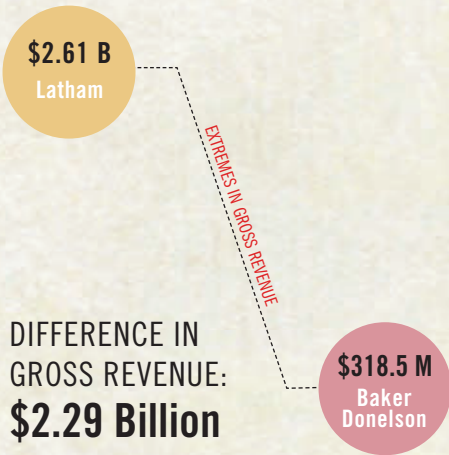 $2.61 B
Latham
EXTREMES IN GROSS REVENUE
DIFFERENCE IN
GROSS REVENUE:
$2.29 Billion
$318.5 M
Baker
Donelson